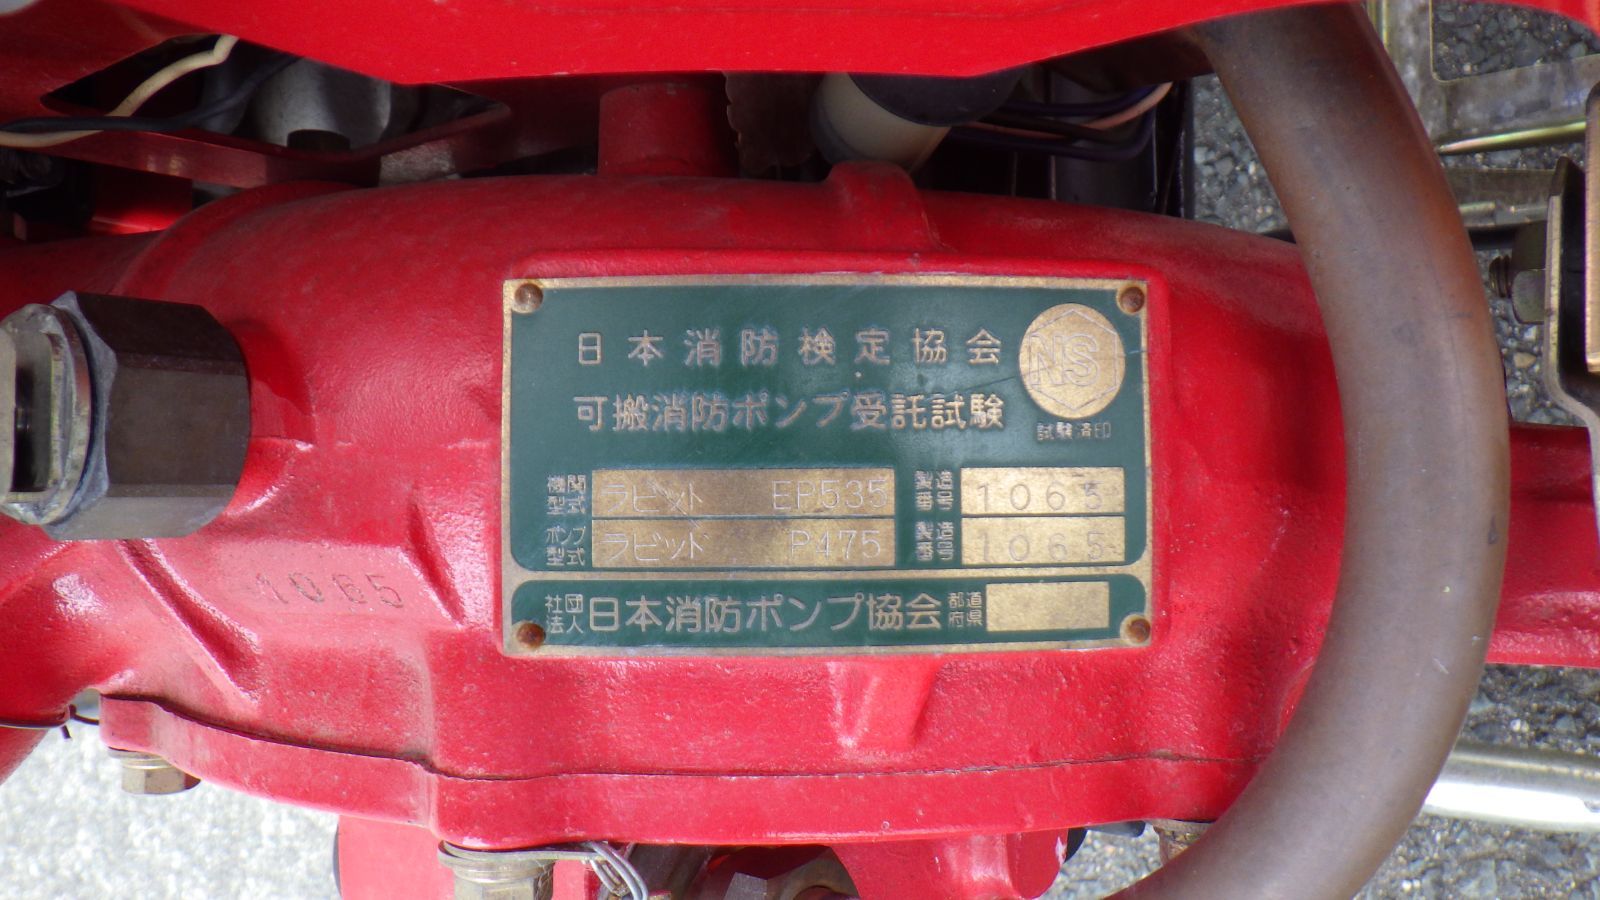 日本消防検定協会
NS
可搬消防ポンプ受託試験
試験済印
機関型式 ラビット EP535 製造番号 1065
ポンプ型式 ラビット P475 製造番号 1065
社団法人 日本消防ポンプ協会 都道府県
1065